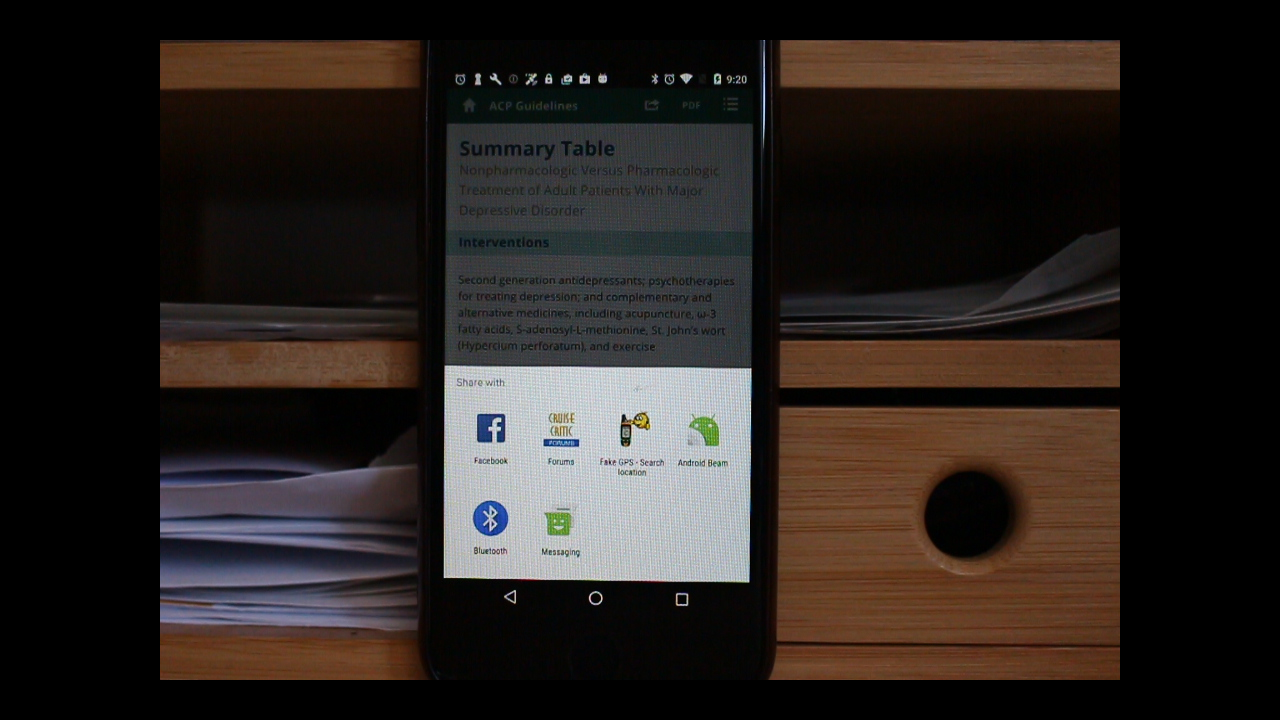 9:20
ACP Guidelines
PDF
Summary Table
Nonpharmacologic Versus Pharmacologic
Treatment of Adult Patients With Major
Depressive Disorder
Interventions
Second generation antidepressants; psychotherapies
for treating depression; and complementary and
alternative medicines, including acupuncture, ω-3
fatty acids, S-adenosyl-L-methionine, St. John's wort
(Hypercium perforatum), and exercise
Share with
CRUISE
CRITIC
FORUMS
Facebook
Forums
Fake GPS - Search
location
Android Beam
Bluetooth
Messaging